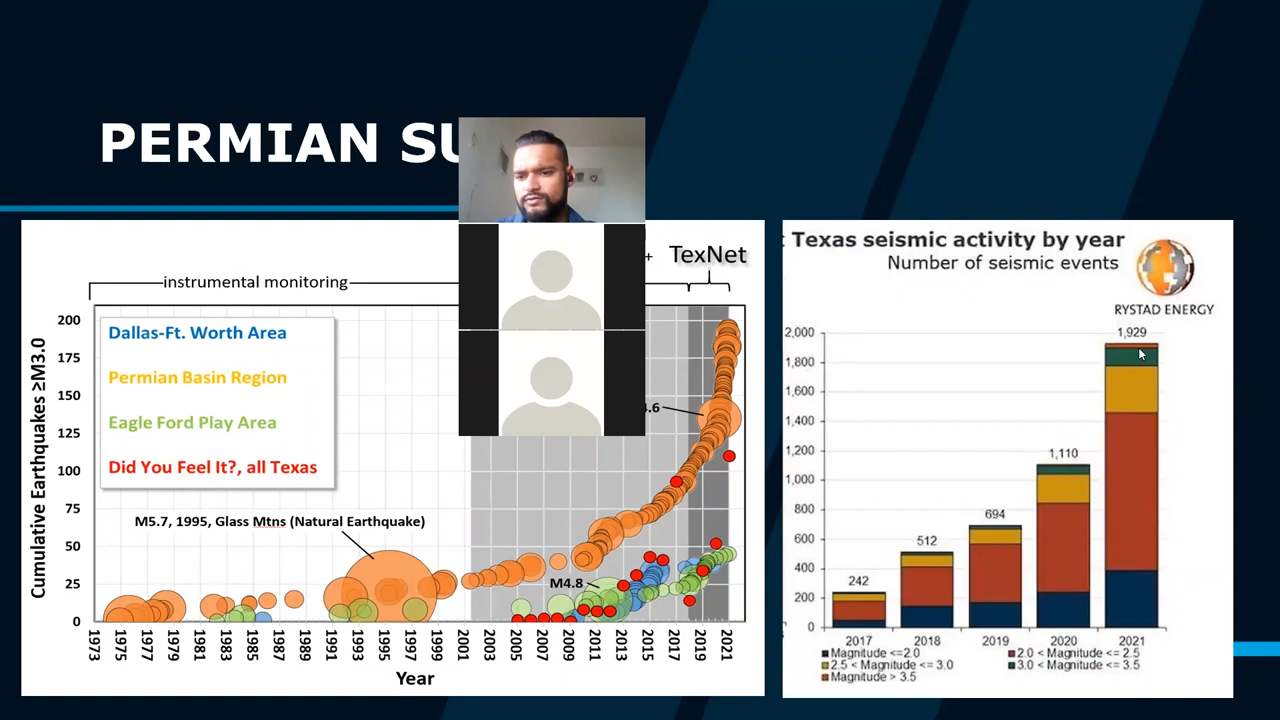 PERMIAN SU
instrumental monitoring
+ TexNet
200
175
150
125
100
75
50
25
0
Cumulative Earthquakes ≥M3.0
Dallas-Ft. Worth Area
Permian Basin Region
Eagle Ford Play Area
Did You Feel It?, all Texas
M5.7, 1995, Glass Mtns (Natural Earthquake)
M4.8
.6
1973 1975 1977 1979 1981 1983 1985 1987 1989 1991 1993 1995 1997 1999 2001 2003 2005 2007 2009 2011 2013 2015 2017 2019 2021
Year
Texas seismic activity by year
Number of seismic events
RYSTAD ENERGY
2,000
1,800
1,600
1,400
1,200
1,000
800
600
400
200
0
242
512
694
1,110
1,929
2017 2018 2019 2020 2021
Magnitude <=2.0
2.0 < Magnitude <= 2.5
2.5 < Magnitude <= 3.0
3.0 < Magnitude <= 3.5
Magnitude > 3.5